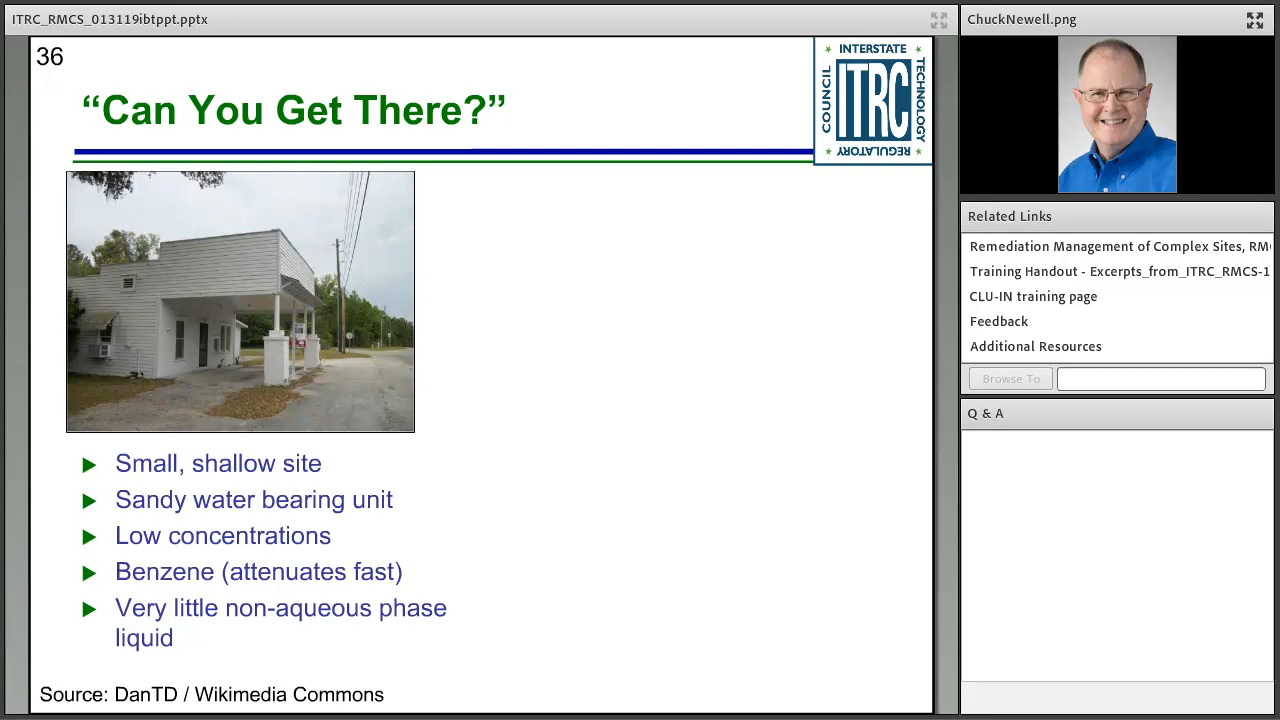 ITRC_RMCS_013119ibtppt.pptx
36
“Can You Get There?”
INTERSTATE
COUNCIL
ITRC
TECHNOLOGY
REGULATORY
Small, shallow site
Sandy water bearing unit
Low concentrations
Benzene (attenuates fast)
Very little non-aqueous phase
liquid
Source: DanTD / Wikimedia Commons
ChuckNewell.png
Related Links
Remediation Management of Complex Sites, RM
Training Handout - Excerpts_from_ITRC_RMCS-1
CLU-IN training page
Feedback
Additional Resources
Browse To
Q & A